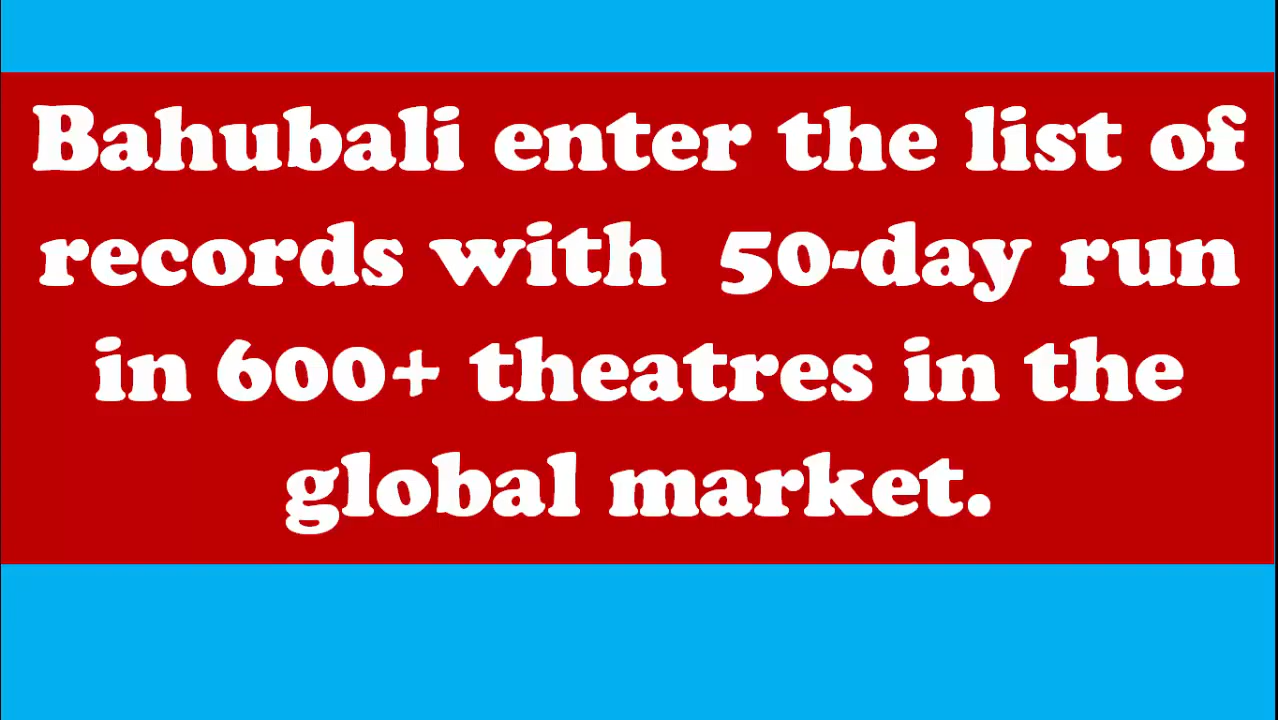 Bahubali enter the list of
records with  50-day run
in 600+ theatres in the
global market.